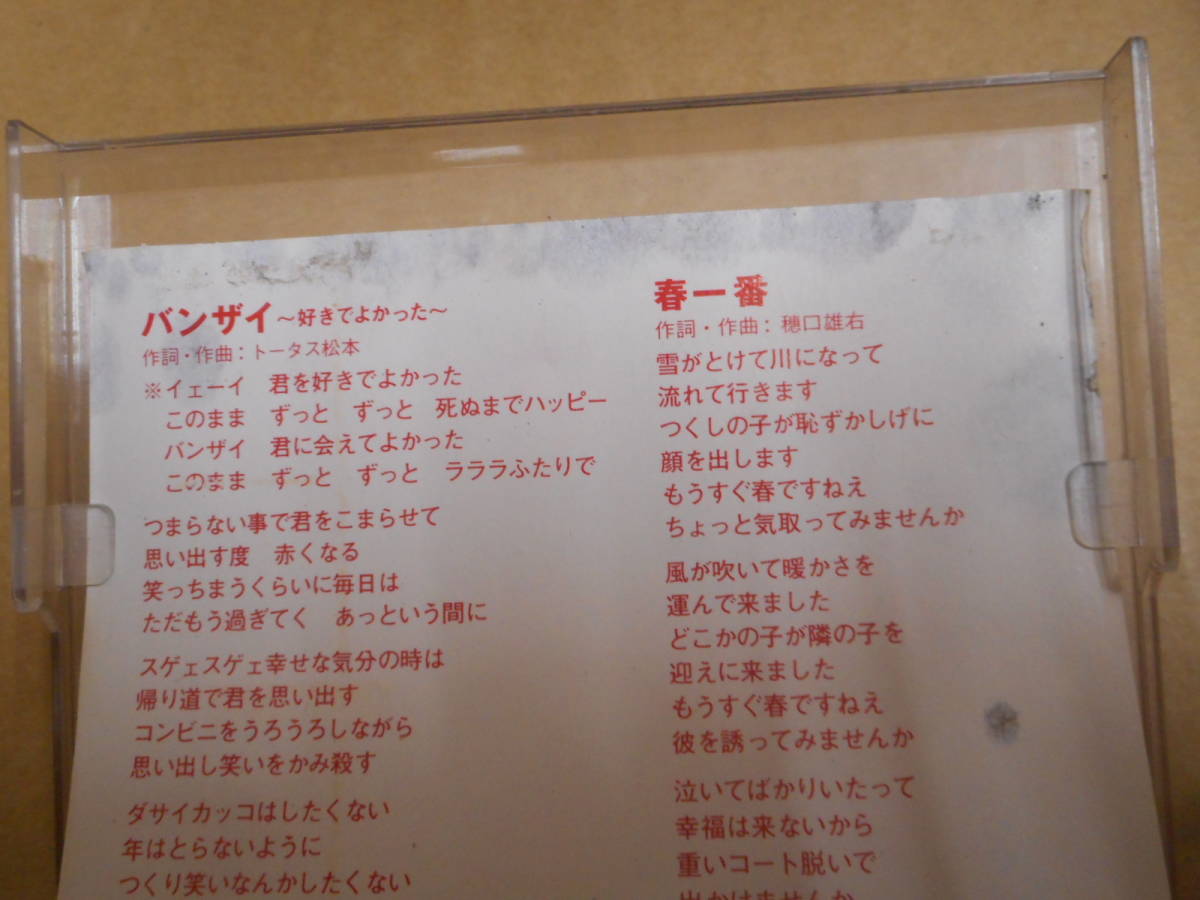 バンザイ〜好きでよかった〜
作詞・作曲：トータス松本
※イェーイ　君を好きでよかった
このまま　ずっと　ずっと　死ぬまでハッピー
バンザイ　君に会えてよかった
このまま　ずっと　ずっと　ラララふたりで
つまらない事で君をこまらせて
思い出す度　赤くなる
笑っちまうくらいに毎日は
ただもう過ぎてく　あっという間に
スゲェスゲェ幸せな気分の時は
帰り道で君を思い出す
コンビニをうろうろしながら
思い出し笑いをかみ殺す
ダサイカッコはしたくない
年はとらないように
つくり笑いなんかしたくない
春一番
作詞・作曲：穂口雄右
雪がとけて川になって
流れて行きます
つくしの子が恥ずかしげに
顔を出します
もうすぐ春ですねえ
ちょっと気取ってみませんか
風が吹いて暖かさを
運んで来ました
どこかの子が隣の子を
迎えに来ました
もうすぐ春ですねえ
彼を誘ってみませんか
泣いてばかりいたって
幸福は来ないから
重いコート脱いで
出かけませんか